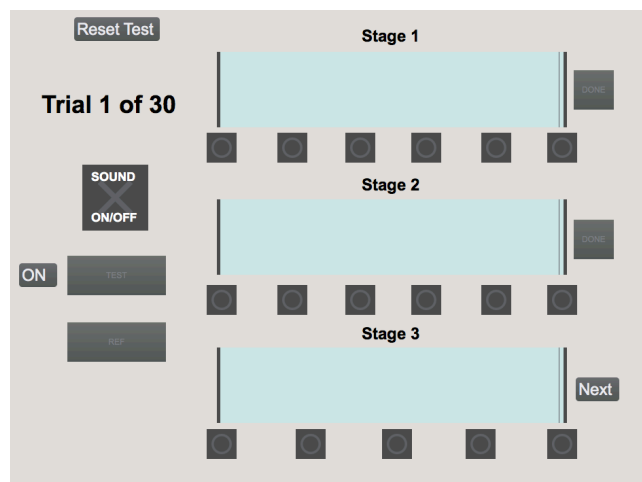 Reset Test
Stage 1
DONE
Trial 1 of 30
SOUND
ON/OFF
Stage 2
DONE
ON
TEST
REF
Stage 3
Next